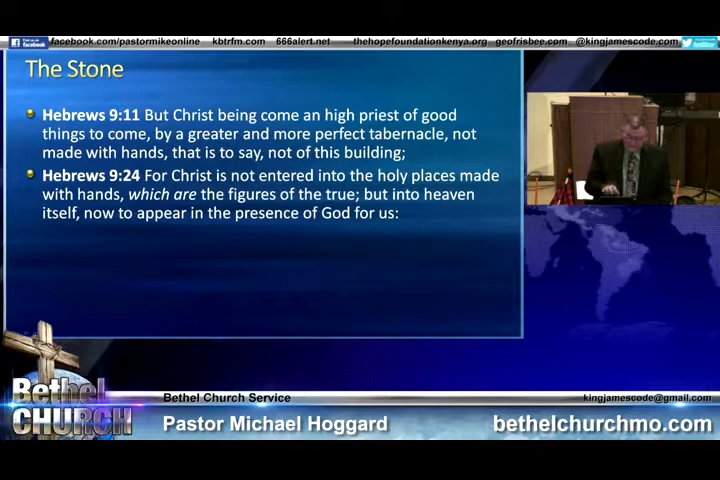 Find us on facebook
facebook.com/pastormikeonline kbtrfm.com 666alert.net thehopefoundationkenya.org geofrisbee.com @kingjamescode.com twitter
The Stone
Hebrews 9:11 But Christ being come an high priest of good
things to come, by a greater and more perfect tabernacle, not
made with hands, that is to say, not of this building;
Hebrews 9:24 For Christ is not entered into the holy places made
with hands, which are the figures of the true; but into heaven
itself, now to appear in the presence of God for us:
Bethel
CHURCH
Bethel Church Service
kingjamescode@gmail.com
Pastor Michael Hoggard
bethelchurchmo.com